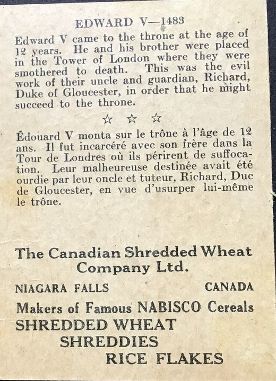 EDWARD V—1483
Edward V came to the throne at the age of
12 years. He and his brother were placed
in the Tower of London where they were
smothered to death. This was the evil
work of their uncle and guardian, Richard,
Duke of Gloucester, in order that he might
succeed to the throne.
☆ ☆ ☆
Édouard V monta sur le trône à l'âge de 12
ans. Il fut incarcéré avec son frère dans la
Tour de Londres où ils périrent de suffoca-
tion. Leur malheureuse destinée avait été
ourdie par leur oncle et tuteur, Richard, Duc
de Gloucester, en vue d'usurper lui-même
le trône.
The Canadian Shredded Wheat
Company Ltd.
NIAGARA FALLS CANADA
Makers of Famous NABISCO Cereals
SHREDDED WHEAT
SHREDDIES
RICE FLAKES